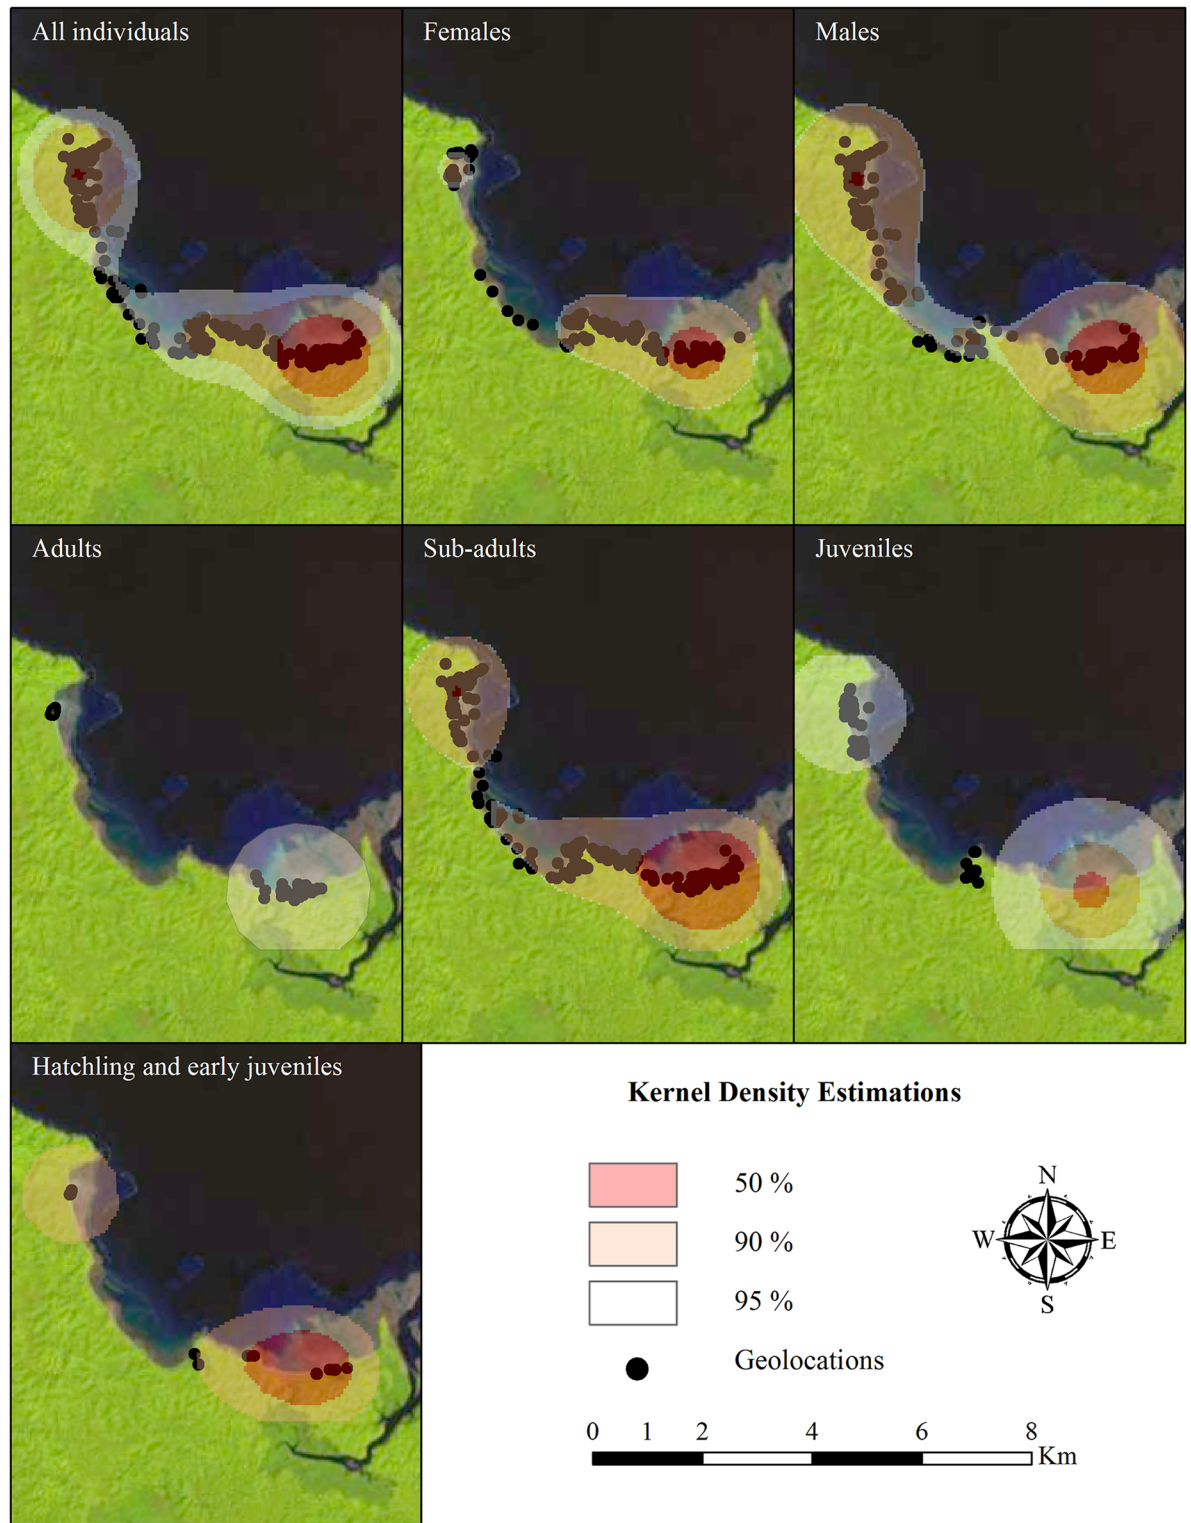 All individuals
Females
Males
Adults
Sub-adults
Juveniles
Hatchling and early juveniles
Kernel Density Estimations
50 %
90 %
95 %
Geolocations
N
W E
S
0 1 2 4 6 8
Km